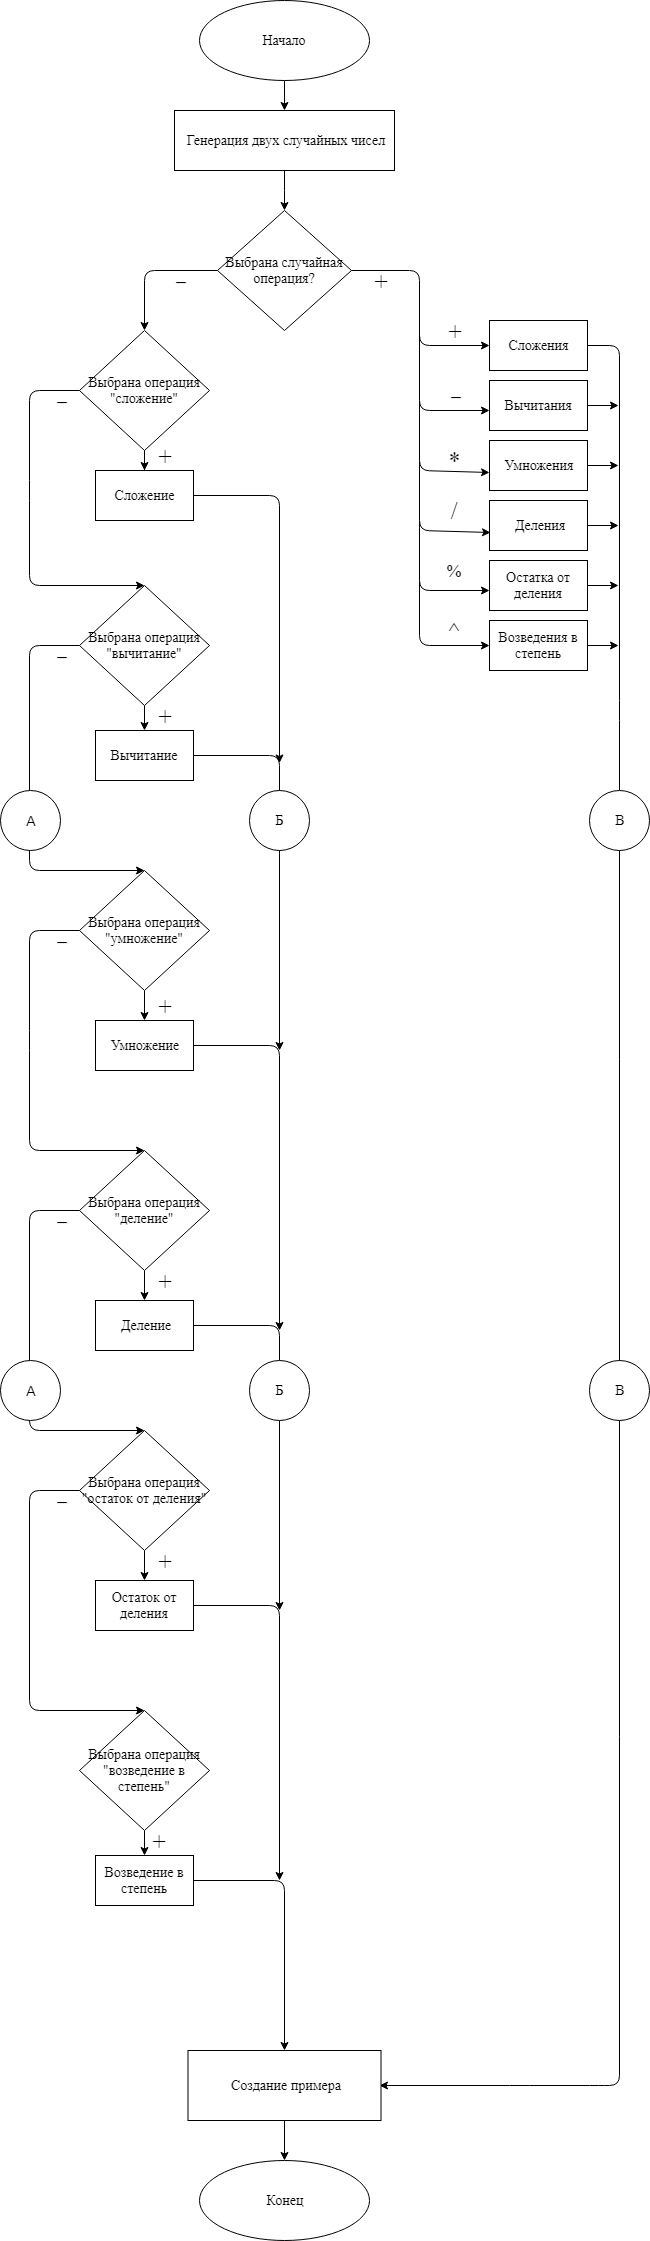 Начало
Генерация двух случайных чисел
Выбрана случайная
операция?
−
+
+
Сложения
−
Вычитания
*
Умножения
/
Деления
%
Остатка от
деления
^
Возведения в
степень
Выбрана операция
"сложение"
−
+
Сложение
Выбрана операция
"вычитание"
−
+
Вычитание
А
Б
В
Выбрана операция
"умножение"
−
+
Умножение
Выбрана операция
"деление"
−
+
Деление
А
Б
В
Выбрана операция
"остаток от деления"
−
+
Остаток от
деления
Выбрана операция
"возведение в
степень"
+
Возведение в
степень
Создание примера
Конец